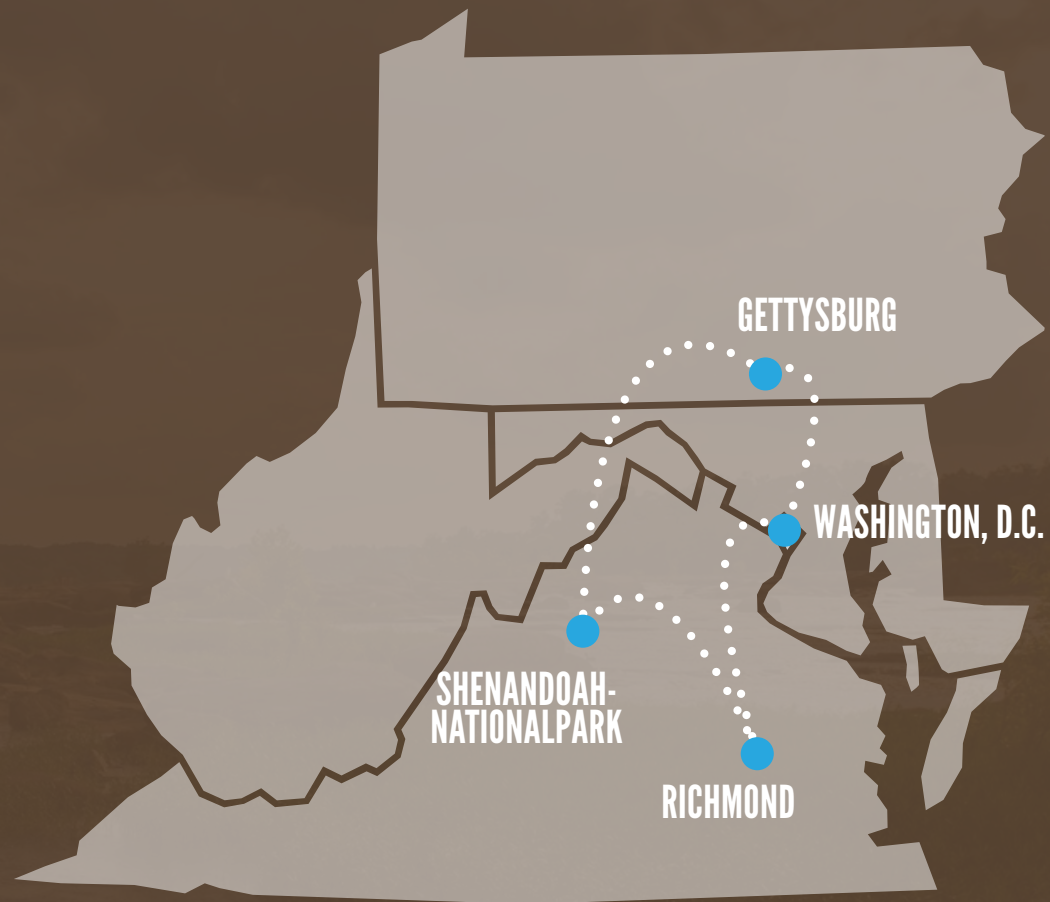 GETTYSBURG
WASHINGTON, D.C.
SHENANDOAH-
NATIONALPARK
RICHMOND